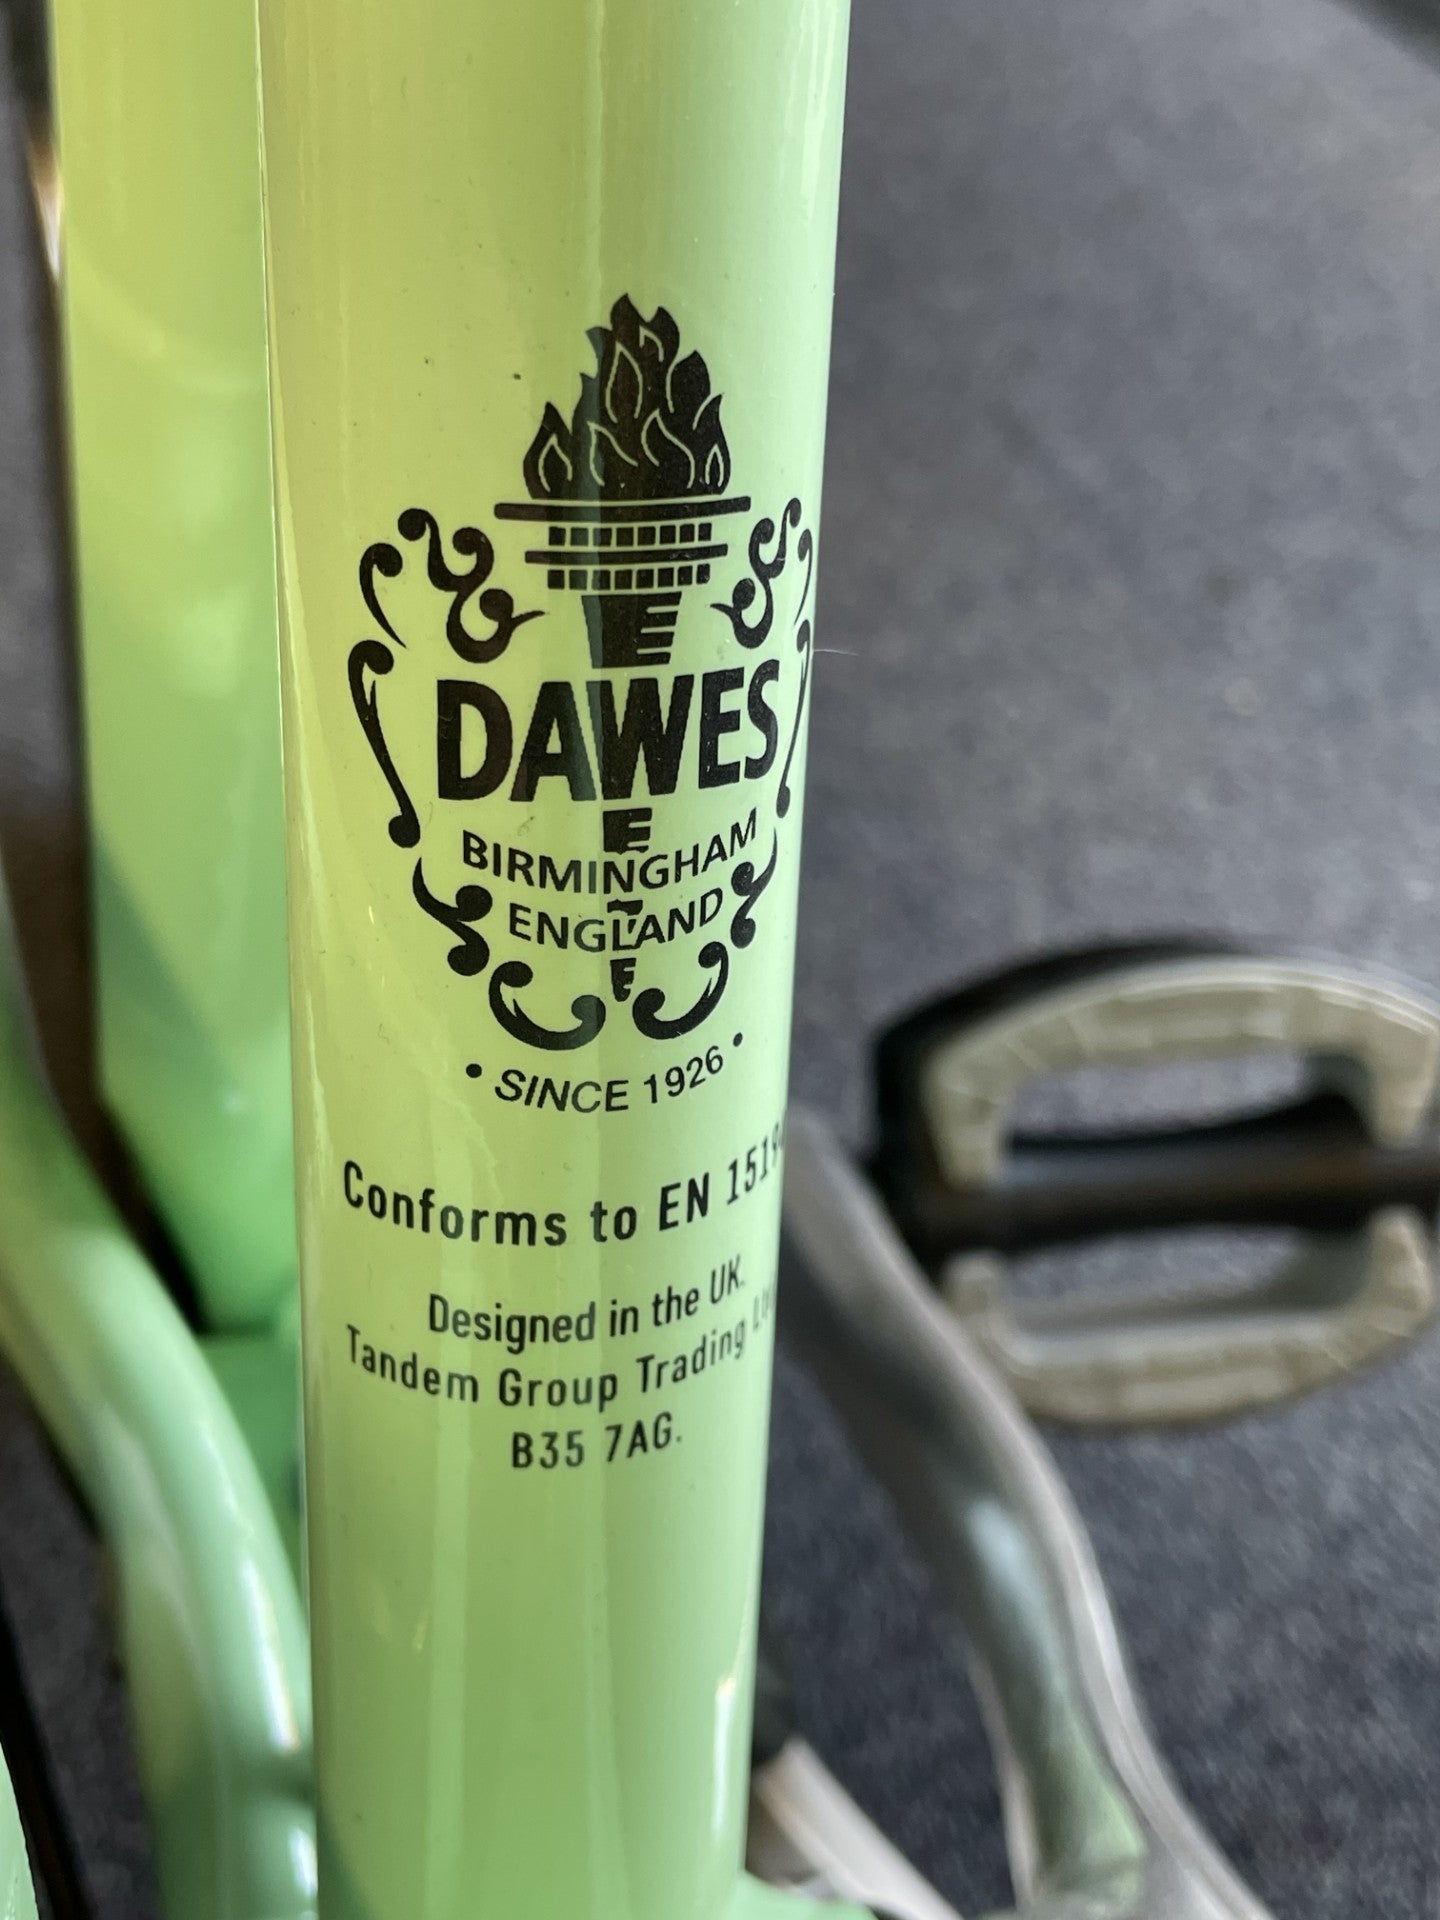 DAWES
BIRMINGHAM
ENGLAND
• SINCE 1926 •
Conforms to EN
Designed in the UK.
Tandem Group Trading
B35 7AG.